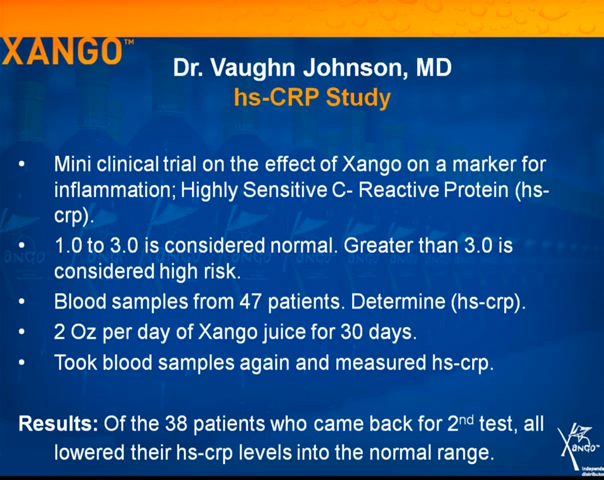 XANGO™
Dr. Vaughn Johnson, MD
hs-CRP Study
• Mini clinical trial on the effect of Xango on a marker for
inflammation; Highly Sensitive C- Reactive Protein (hs-
crp).
• 1.0 to 3.0 is considered normal. Greater than 3.0 is
considered high risk.
• Blood samples from 47 patients. Determine (hs-crp).
• 2 Oz per day of Xango juice for 30 days.
• Took blood samples again and measured hs-crp.
Results: Of the 38 patients who came back for 2nd test, all
lowered their hs-crp levels into the normal range.
Xango
Independent